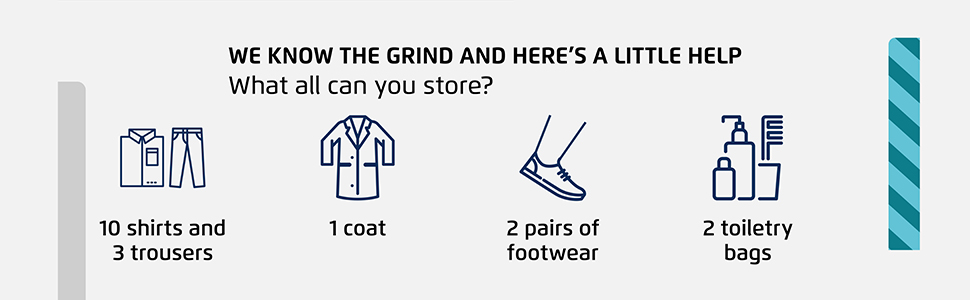 WE KNOW THE GRIND AND HERE'S A LITTLE HELP
What all can you store?
10 shirts and
3 trousers
1 coat
2 pairs of
footwear
2 toiletry
bags